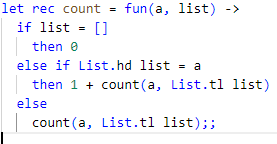 let rec count = fun(a, list) ->
  if list = []
    then 0
  else if List.hd list = a
    then 1 + count(a, List.tl list)
  else
    count(a, List.tl list);;